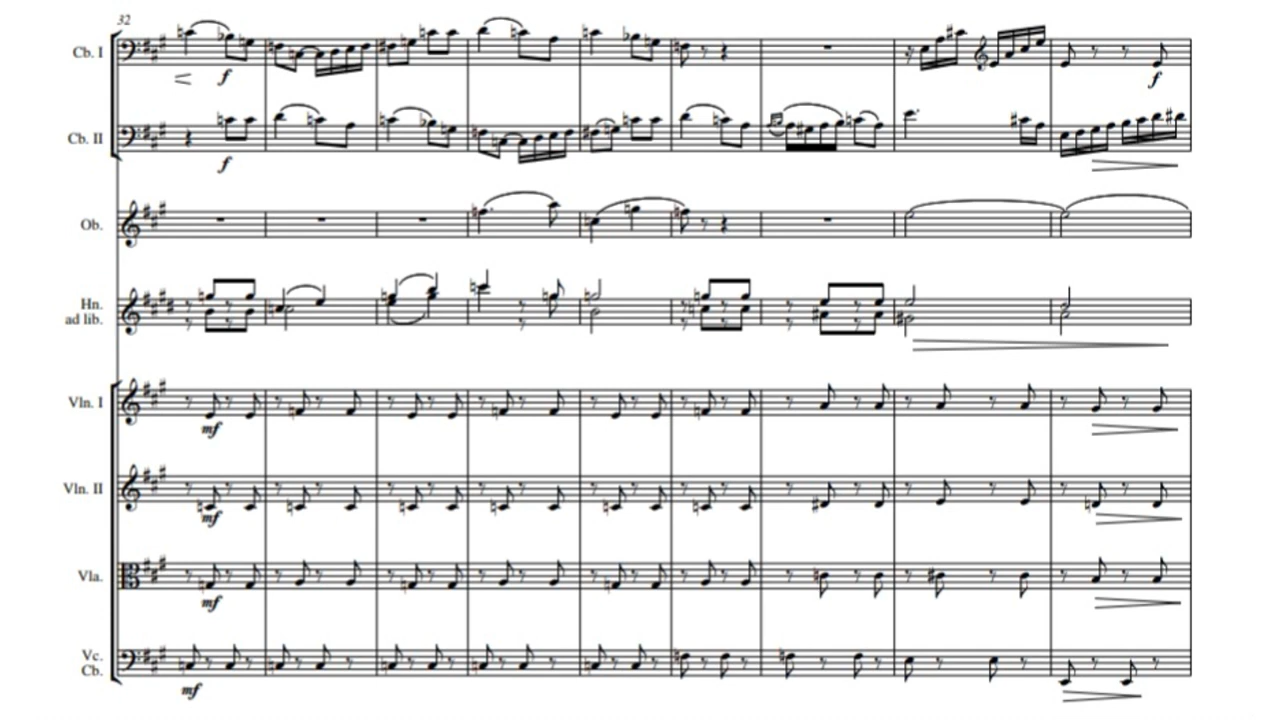 32
Cb. I
f
f
Cb. II
f
Ob.
Hn.
ad lib.
Vln. I
mf
Vln. II
mf
Vla.
mf
Vc.
Cb.
mf